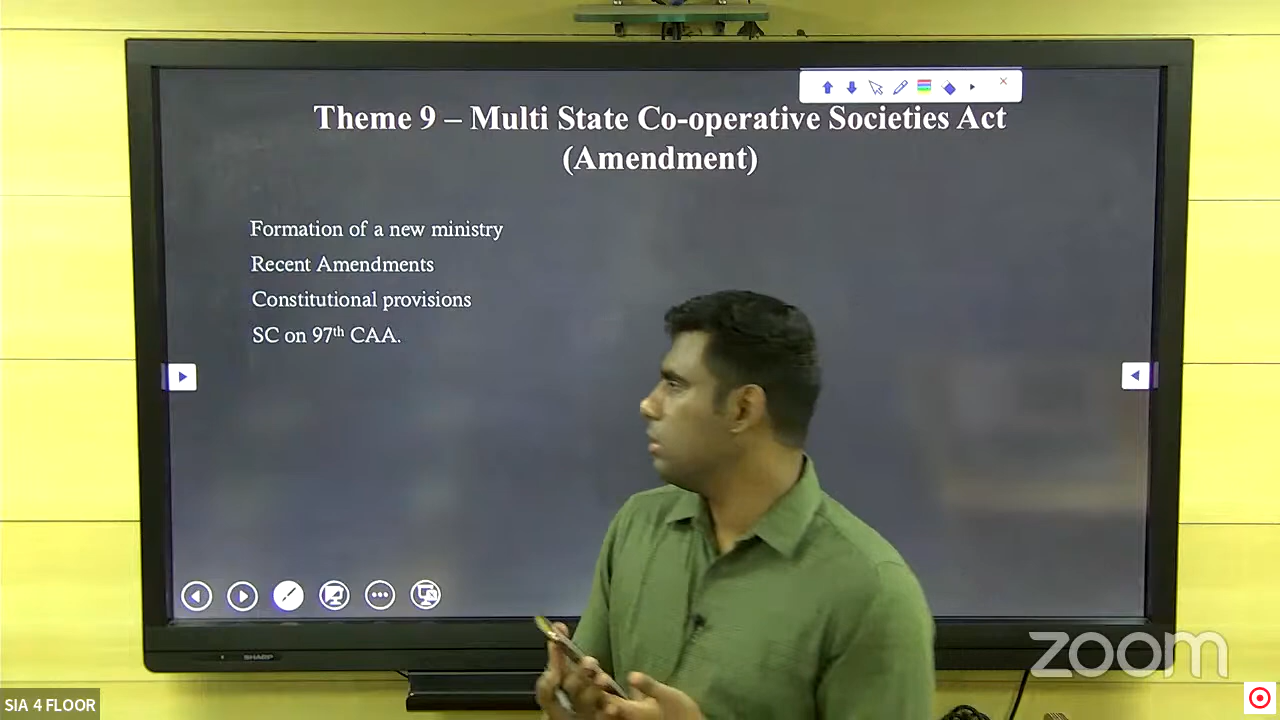 Theme 9 – Multi State Co-operative Societies Act
(Amendment)
Formation of a new ministry
Recent Amendments
Constitutional provisions
SC on 97th CAA.
SHARP
zoom
SIA 4 FLOOR